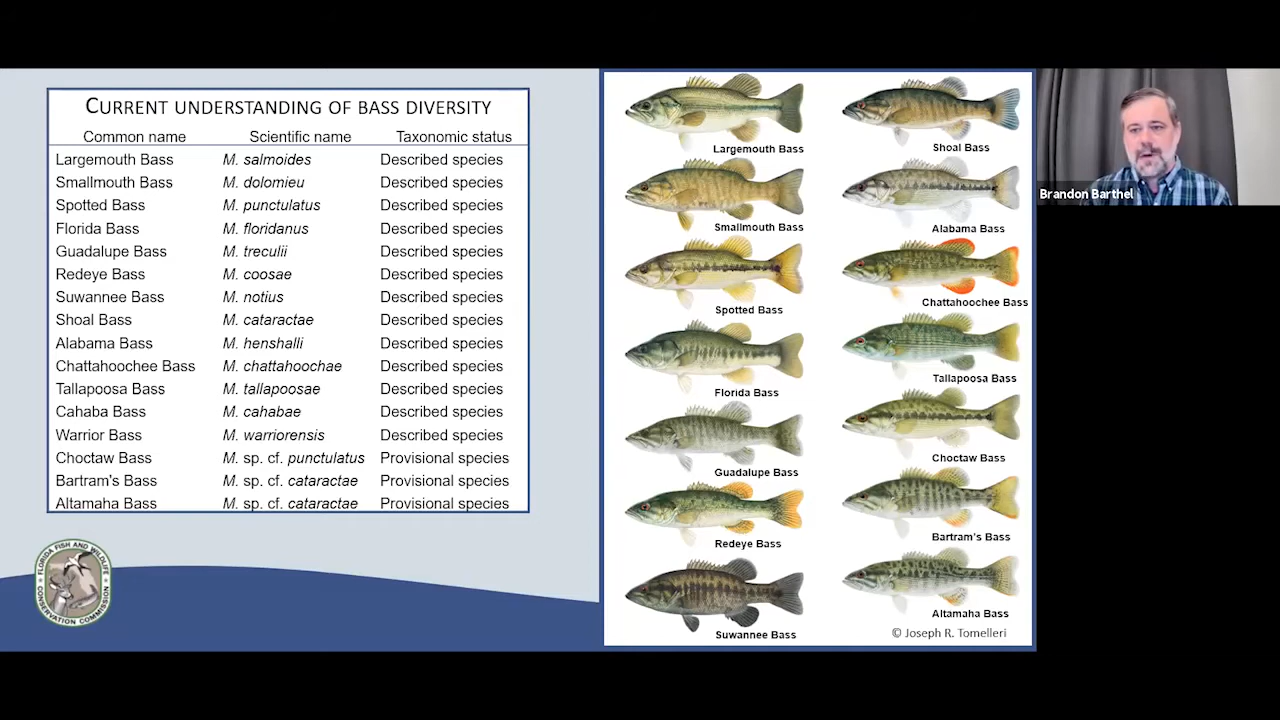 CURRENT UNDERSTANDING OF BASS DIVERSITY
Common name Scientific name Taxonomic status
Largemouth Bass M. salmoides Described species
Smallmouth Bass M. dolomieu Described species
Spotted Bass M. punctulatus Described species
Florida Bass M. floridanus Described species
Guadalupe Bass M. treculii Described species
Redeye Bass M. coosae Described species
Suwannee Bass M. notius Described species
Shoal Bass M. cataractae Described species
Alabama Bass M. henshalli Described species
Chattahoochee Bass M. chattahoochae Described species
Tallapoosa Bass M. tallapoosae Described species
Cahaba Bass M. cahabae Described species
Warrior Bass M. warriorensis Described species
Choctaw Bass M. sp. cf. punctulatus Provisional species
Bartram's Bass M. sp. cf. cataractae Provisional species
Altamaha Bass M. sp. cf. cataractae Provisional species
FLORIDA FISH AND WILDLIFE
CONSERVATION COMMISSION
Largemouth Bass
Smallmouth Bass
Spotted Bass
Florida Bass
Guadalupe Bass
Redeye Bass
Suwannee Bass
Shoal Bass
Alabama Bass
Chattahoochee Bass
Tallapoosa Bass
Choctaw Bass
Bartram's Bass
Altamaha Bass
© Joseph R. Tomelleri
Brandon Barthel